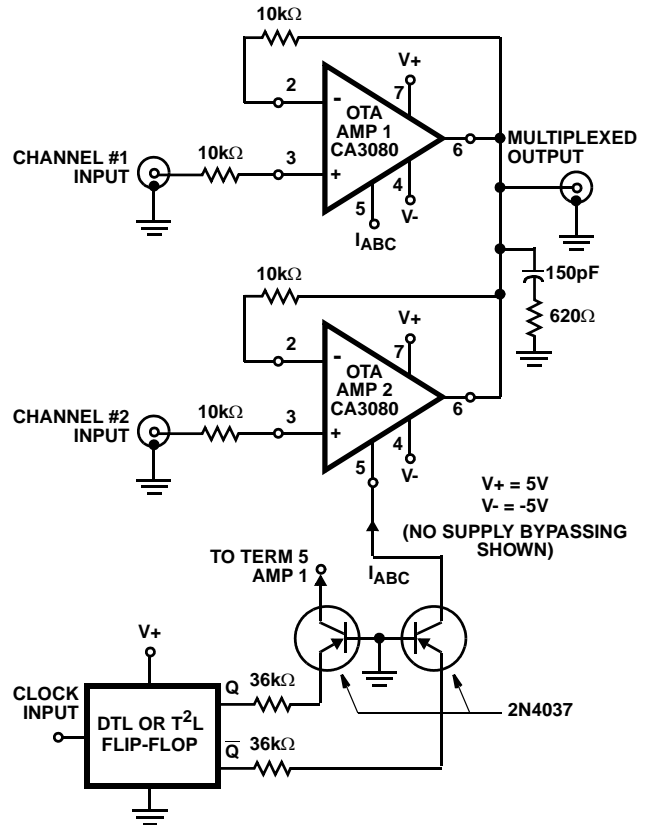 10kΩ
2
-
V+
7
OTA
AMP 1
CA3080
6
MULTIPLEXED
OUTPUT
CHANNEL #1
INPUT
10kΩ
3
+
4
V-
5
IABC
10kΩ
150pF
620Ω
2
-
V+
7
OTA
AMP 2
CA3080
6
CHANNEL #2
INPUT
10kΩ
3
+
4
V-
5
V+ = 5V
V- = -5V
(NO SUPPLY BYPASSING
SHOWN)
TO TERM 5
AMP 1
IABC
V+
CLOCK
INPUT
DTL OR T2L
FLIP-FLOP
Q
36kΩ
Q
36kΩ
2N4037